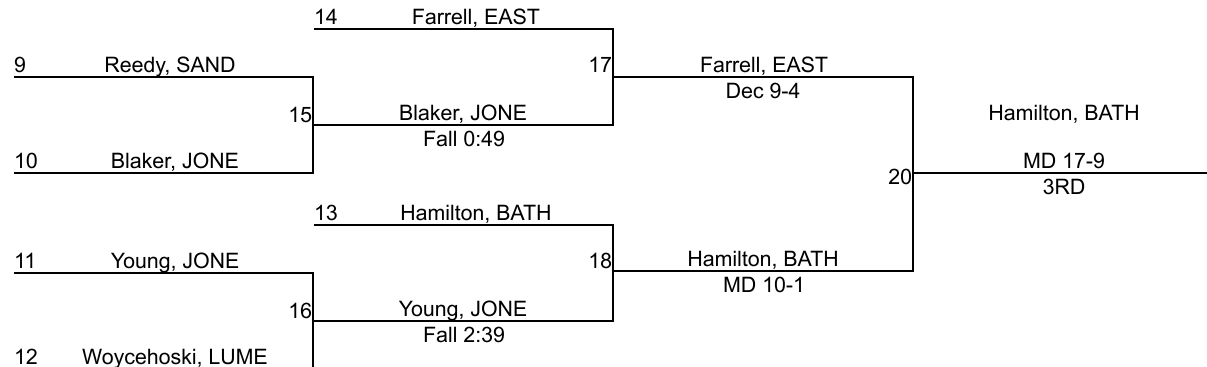 14 Farrell, EAST
9 Reedy, SAND
17 Farrell, EAST
Dec 9-4
15 Blaker, JONE
Fall 0:49
Hamilton, BATH
10 Blaker, JONE
MD 17-9
20
3RD
13 Hamilton, BATH
11 Young, JONE
18 Hamilton, BATH
MD 10-1
16 Young, JONE
Fall 2:39
12 Woycehoski, LUME